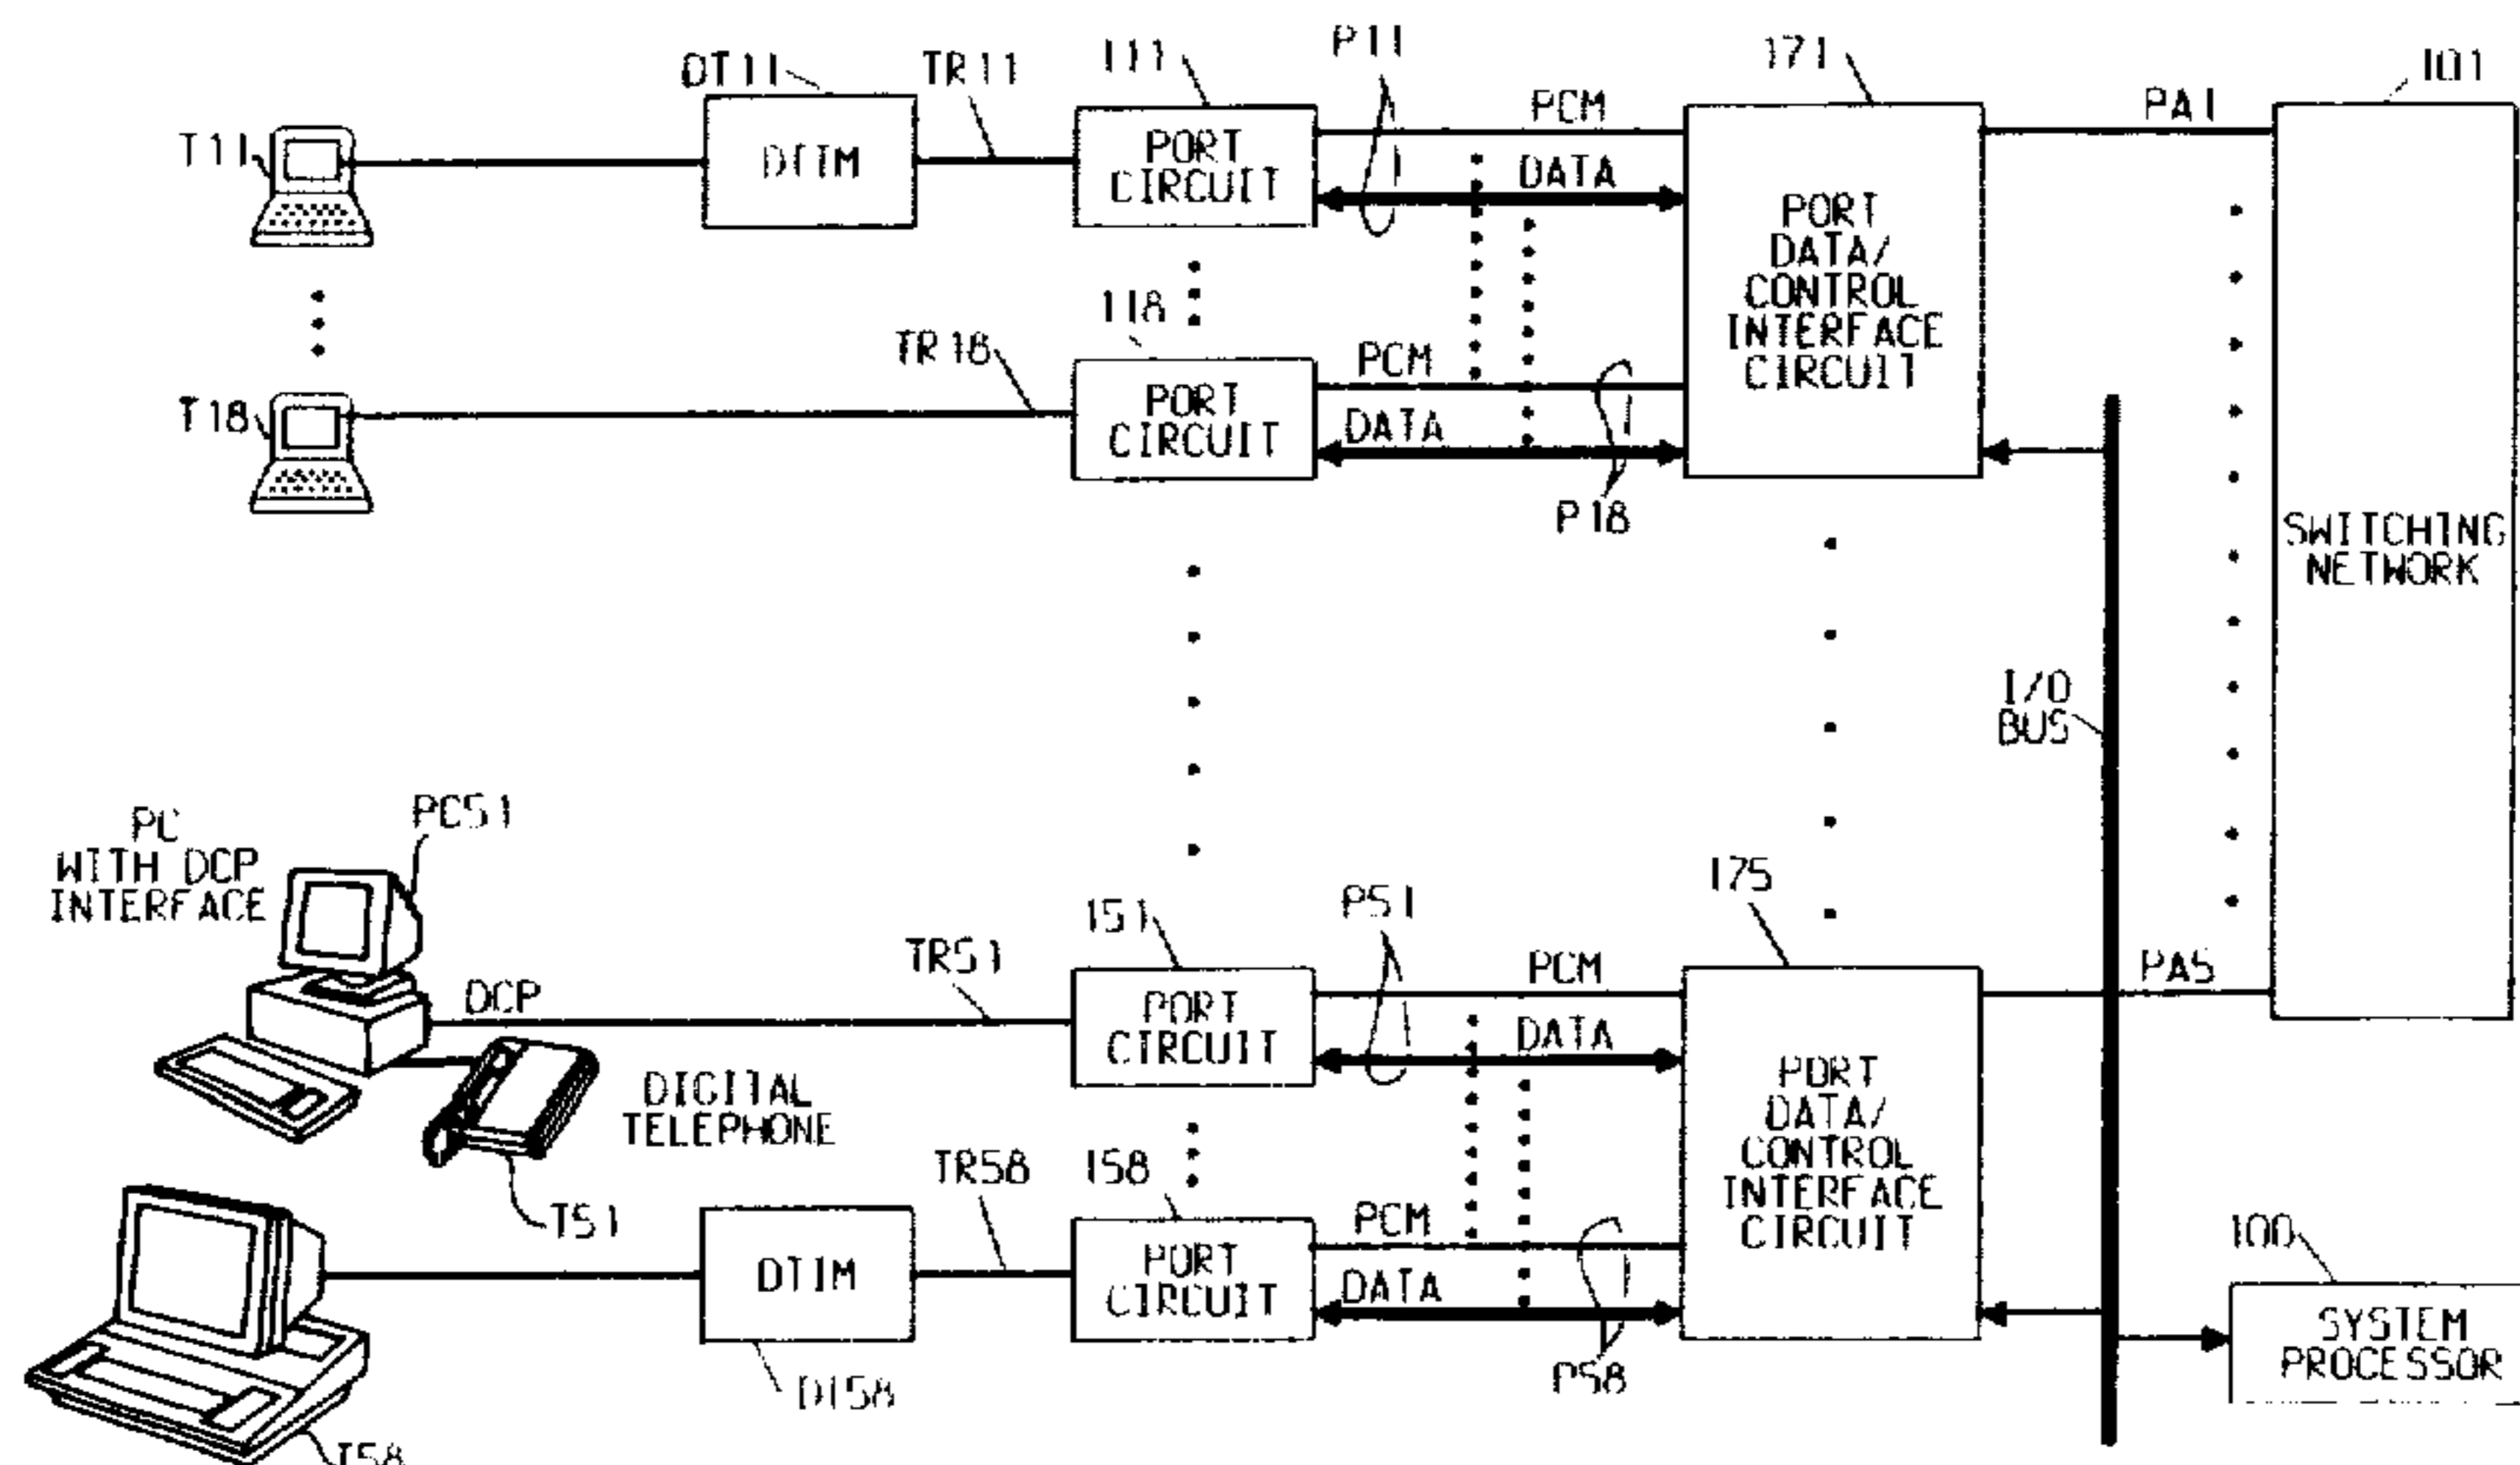 DT11
TR11
111
P11
171
101
T11
PCM
PA1
PORT
CIRCUIT
DATA
PORT
DATA/
CONTROL
INTERFACE
CIRCUIT
118
TR18
PCM
T18
PORT
CIRCUIT
DATA
P18
SWITCHING
NETWORK
I/O
BUS
PC
WITH DCP
INTERFACE
PC51
175
151
P51
TR51
PCM
PA5
DCP
PORT
CIRCUIT
DATA
PORT
DATA/
CONTROL
INTERFACE
CIRCUIT
DIGITAL
TELEPHONE
TR58
158
T51
PCM
100
DTIM
PORT
CIRCUIT
DATA
SYSTEM
PROCESSOR
P58
DT58
T58